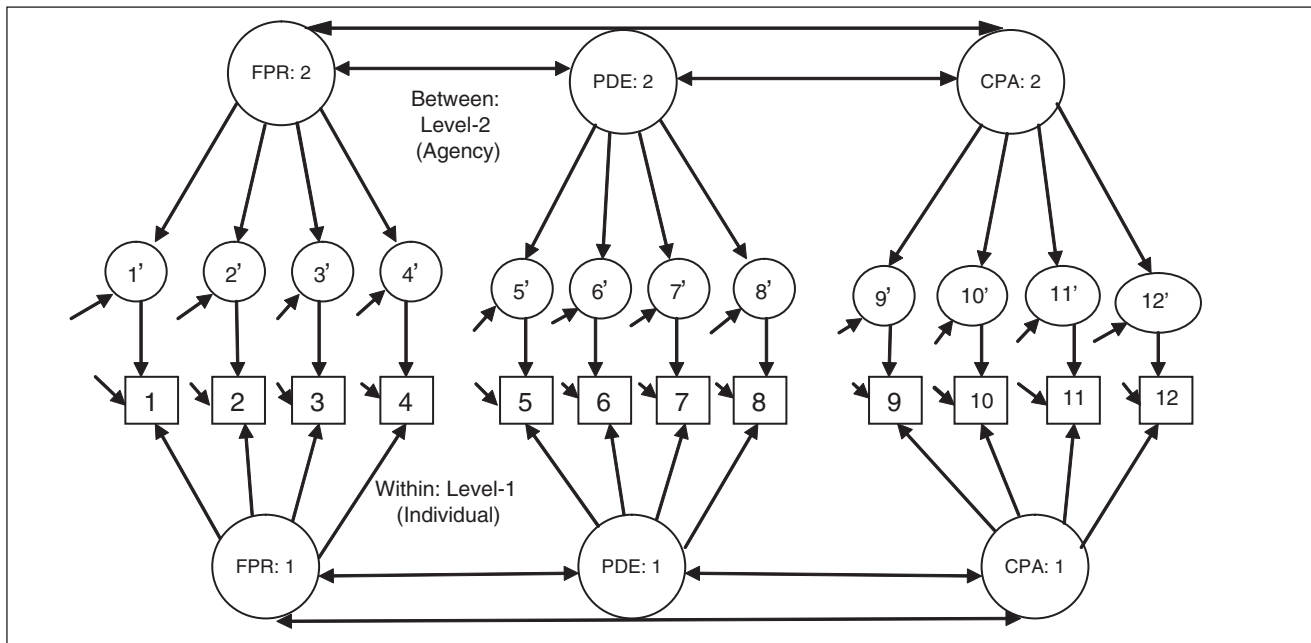 FPR: 2
PDE: 2
CPA: 2
Between:
Level-2
(Agency)
1’ 2’ 3’ 4’ 5’ 6’ 7’ 8’ 9’ 10’ 11’ 12’
1 2 3 4 5 6 7 8 9 10 11 12
Within: Level-1
(Individual)
FPR: 1
PDE: 1
CPA: 1